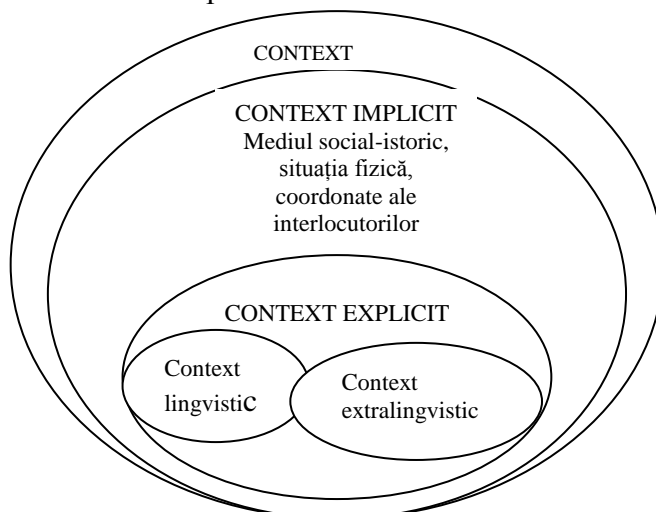 CONTEXT
CONTEXT IMPLICIT
Mediul social-istoric,
situația fizică,
coordonate ale
interlocutorilor
CONTEXT EXPLICIT
Context
lingvistic
Context
extralingvistic